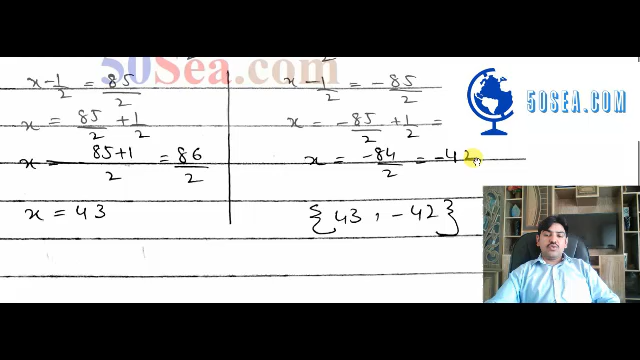 50Sea.com
x - 1/2 = 85/2
x = 85/2 + 1/2
x = 85+1/2 = 86/2
x = 43
x - 1/2 = -85/2
x = -85/2 + 1/2 =
x = -84/2 = -42
{43, -42}
50SEA.COM